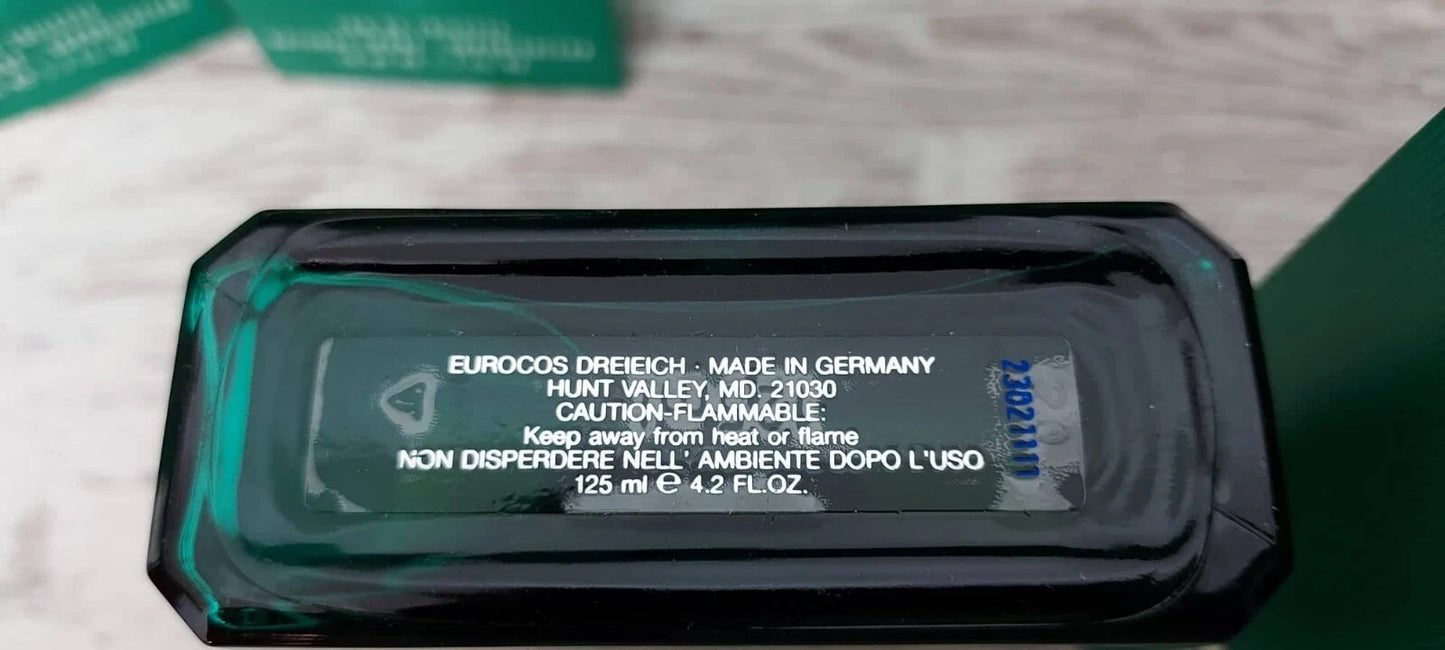 EUROCOS DREIEICH · MADE IN GERMANY
HUNT VALLEY, MD. 21030
CAUTION-FLAMMABLE:
Keep away from heat or flame
NON DISPERDERE NELL' AMBIENTE DOPO L'USO
125 ml ℮ 4.2 FL.OZ.
23021111